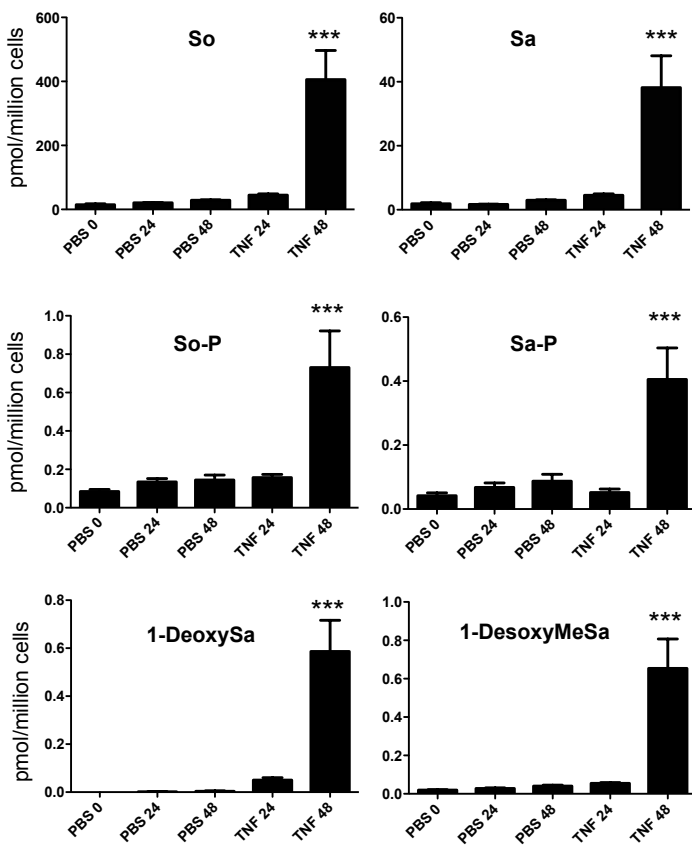 So
Sa
pmol/million cells
600
400
200
0
***
PBS 0
PBS 24
PBS 48
TNF 24
TNF 48
60
40
20
0
***
PBS 0
PBS 24
PBS 48
TNF 24
TNF 48
So-P
Sa-P
pmol/million cells
1.0
0.8
0.6
0.4
0.2
0.0
***
PBS 0
PBS 24
PBS 48
TNF 24
TNF 48
0.6
0.4
0.2
0.0
***
PBS 0
PBS 24
PBS 48
TNF 24
TNF 48
1-DeoxySa
1-DesoxyMeSa
pmol/million cells
0.8
0.6
0.4
0.2
0.0
***
PBS 0
PBS 24
PBS 48
TNF 24
TNF 48
1.0
0.8
0.6
0.4
0.2
0.0
***
PBS 0
PBS 24
PBS 48
TNF 24
TNF 48